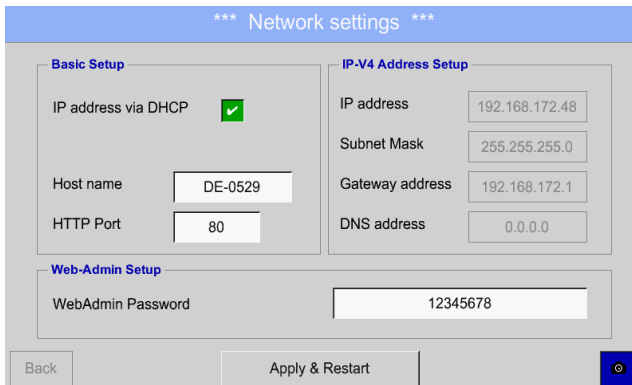 *** Network settings ***
Basic Setup
IP address via DHCP
Host name DE-0529
HTTP Port 80
IP-V4 Address Setup
IP address 192.168.172.48
Subnet Mask 255.255.255.0
Gateway address 192.168.172.1
DNS address 0.0.0.0
Web-Admin Setup
WebAdmin Password 12345678
Back Apply & Restart